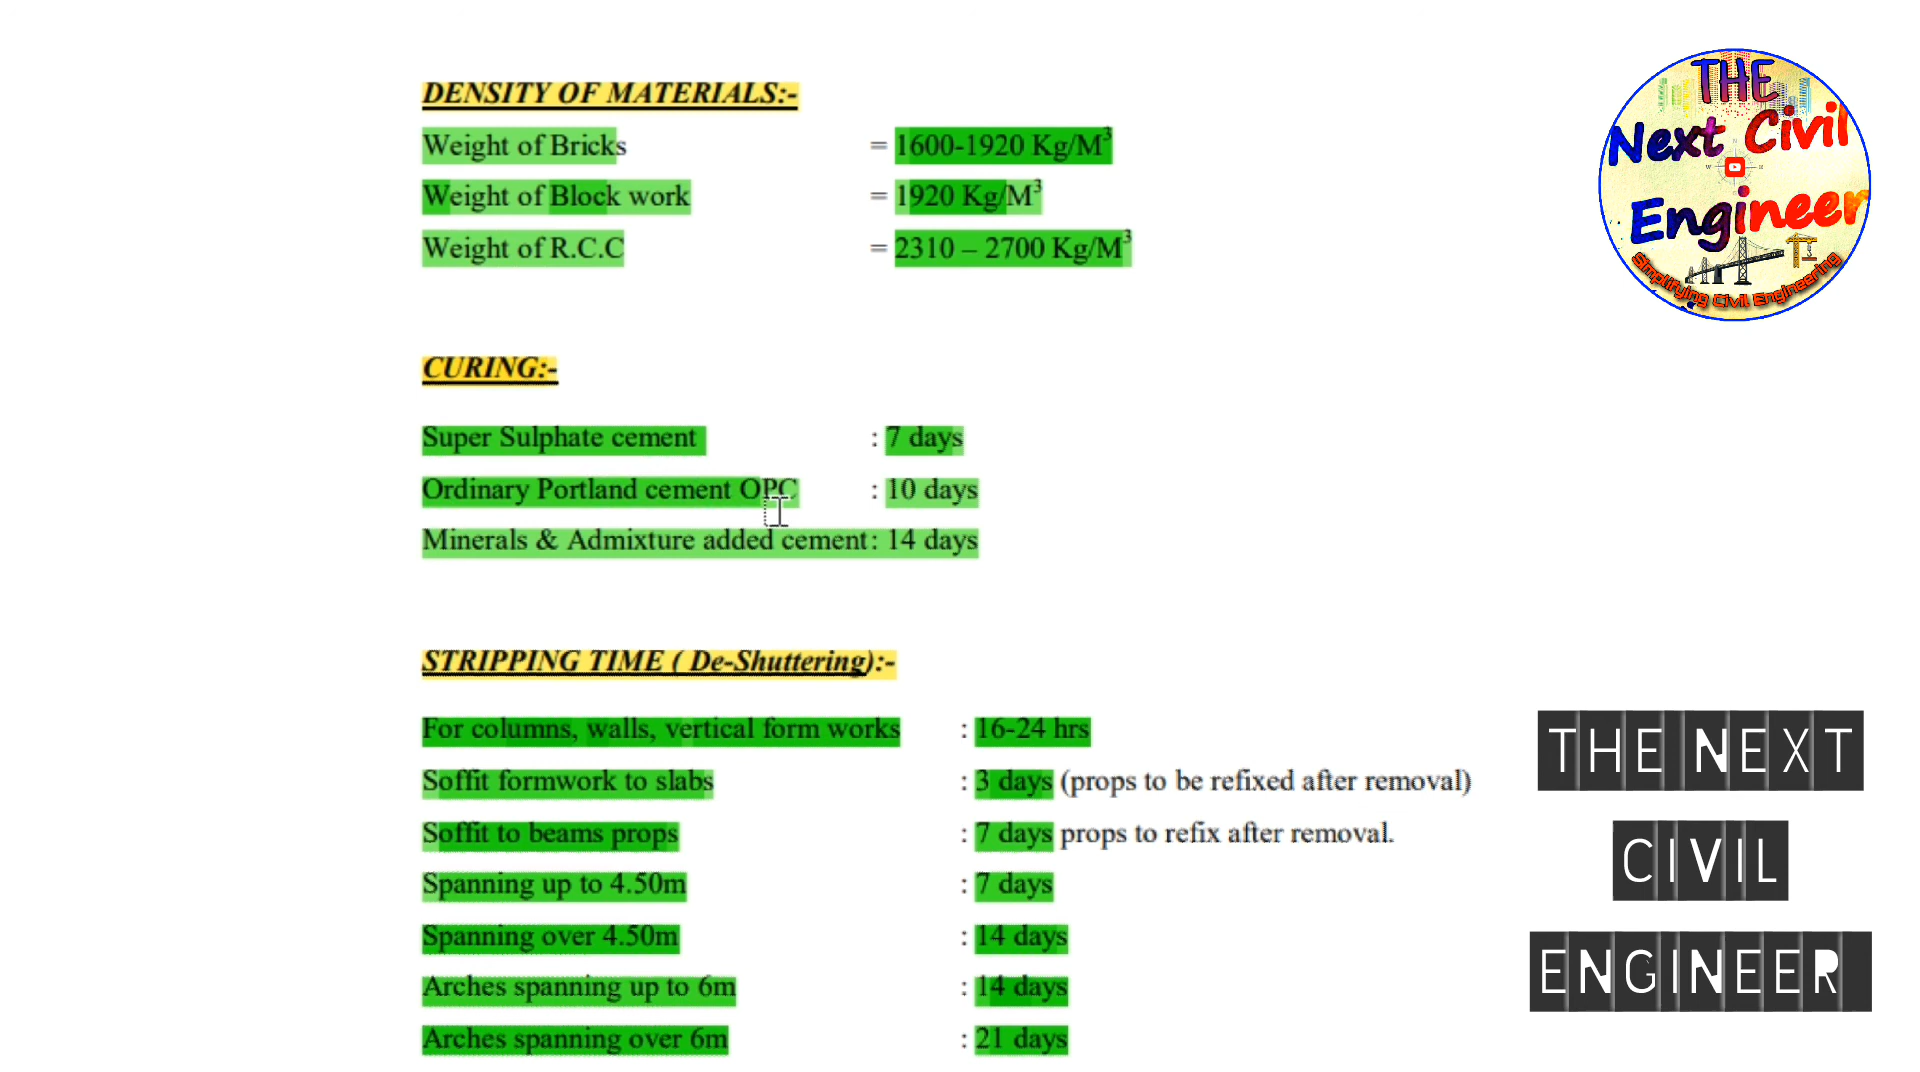 DENSITY OF MATERIALS:-
Weight of Bricks = 1600-1920 Kg/M³
Weight of Block work = 1920 Kg/M³
Weight of R.C.C = 2310 – 2700 Kg/M³
CURING:-
Super Sulphate cement : 7 days
Ordinary Portland cement OPC : 10 days
Minerals & Admixture added cement: 14 days
STRIPPING TIME ( De-Shuttering):-
For columns, walls, vertical form works : 16-24 hrs
Soffit formwork to slabs : 3 days (props to be refixed after removal)
Soffit to beams props : 7 days props to refix after removal.
Spanning up to 4.50m : 7 days
Spanning over 4.50m : 14 days
Arches spanning up to 6m : 14 days
Arches spanning over 6m : 21 days
THE
Next Civil
Engineer
Simplifying Civil Engineering
THE NEXT
CIVIL
ENGINEER